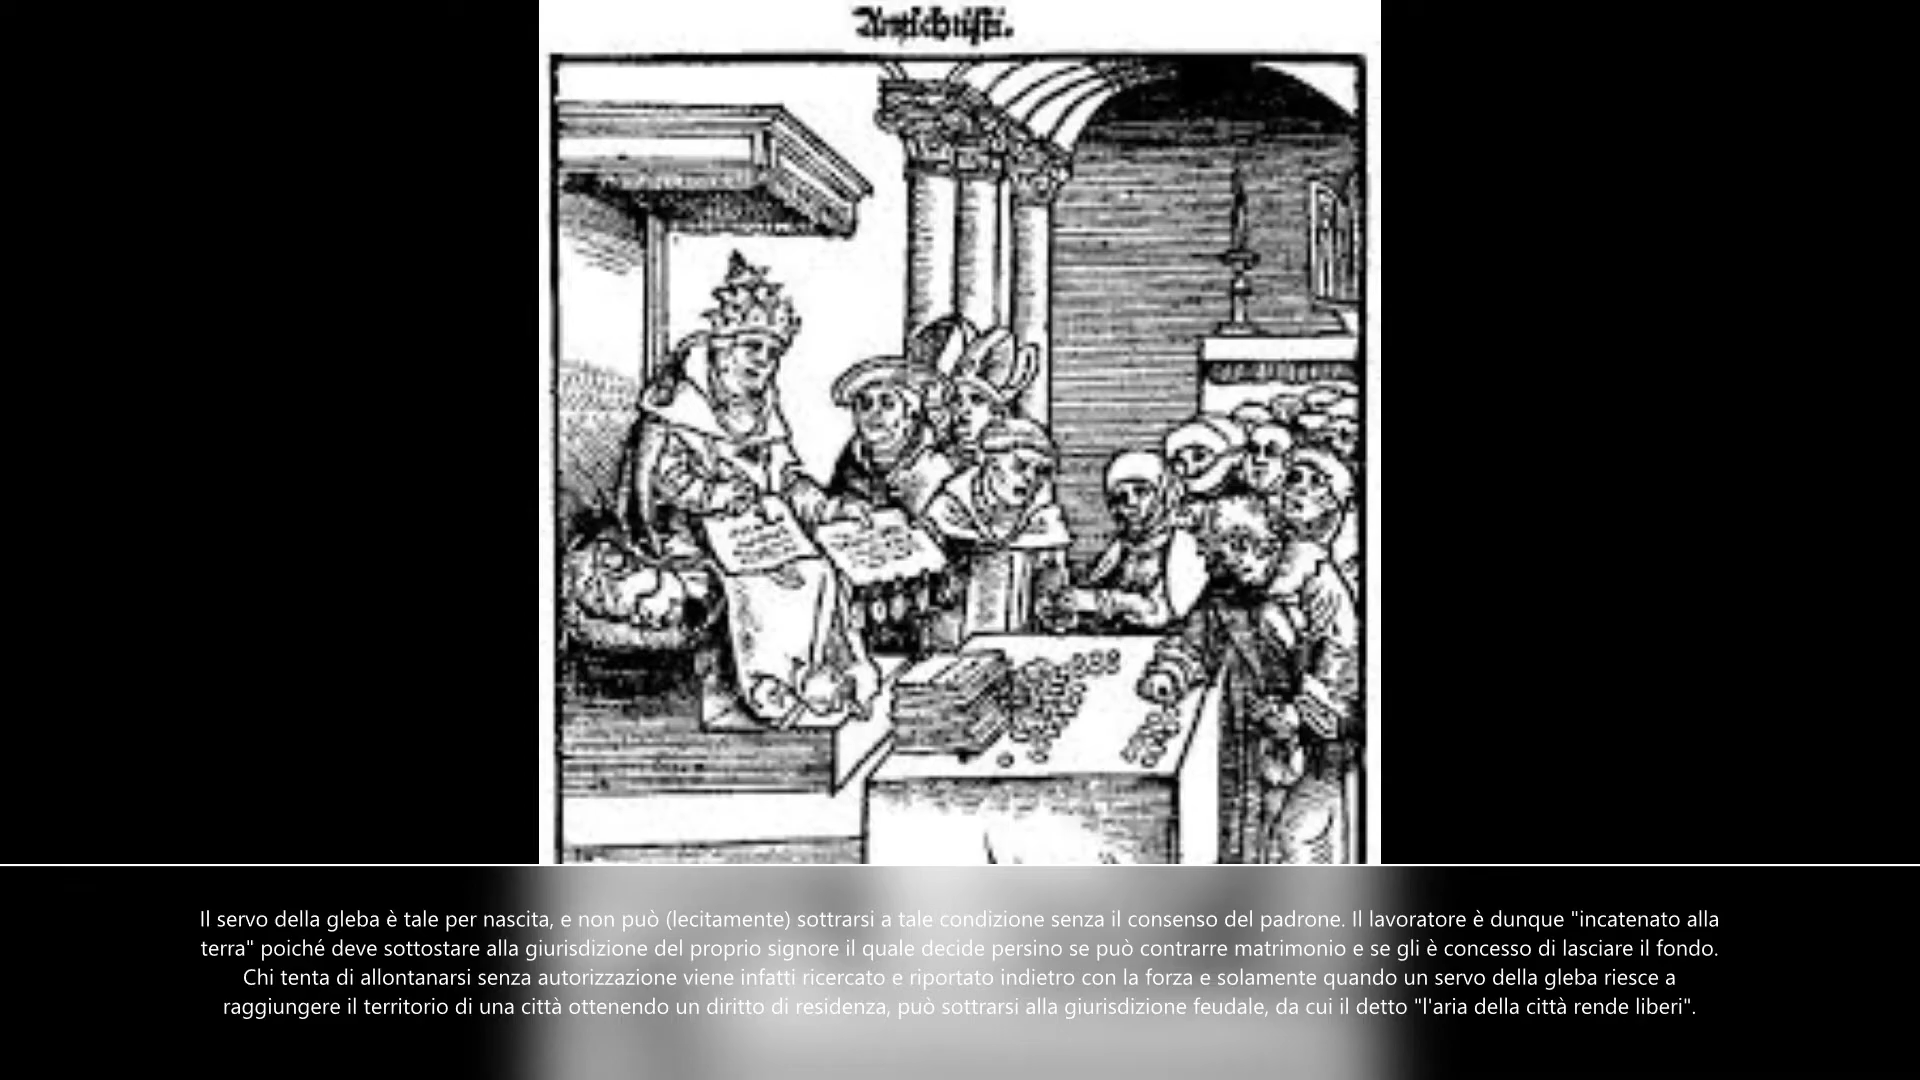 Antichristi.
Il servo della gleba è tale per nascita, e non può (lecitamente) sottrarsi a tale condizione senza il consenso del padrone. Il lavoratore è dunque "incatenato alla
terra" poiché deve sottostare alla giurisdizione del proprio signore il quale decide persino se può contrarre matrimonio e se gli è concesso di lasciare il fondo.
Chi tenta di allontanarsi senza autorizzazione viene infatti ricercato e riportato indietro con la forza e solamente quando un servo della gleba riesce a
raggiungere il territorio di una città ottenendo un diritto di residenza, può sottrarsi alla giurisdizione feudale, da cui il detto "l'aria della città rende liberi".